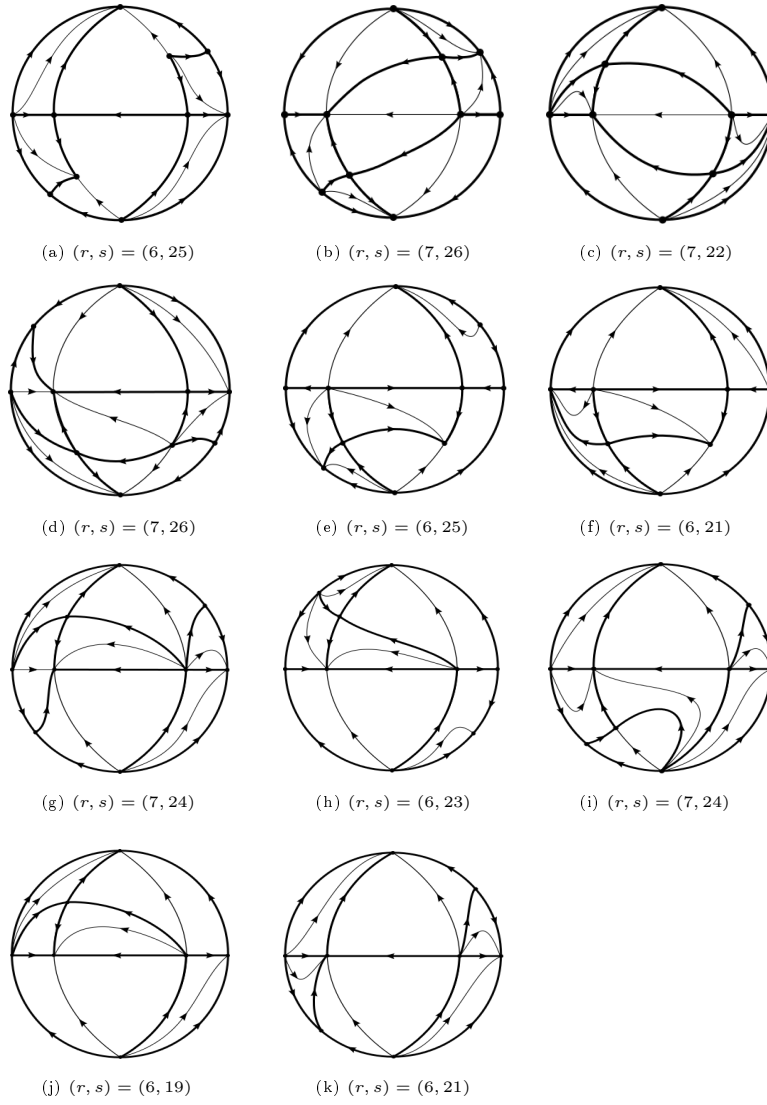 (a) (r, s) = (6, 25)
(b) (r, s) = (7, 26)
(c) (r, s) = (7, 22)
(d) (r, s) = (7, 26)
(e) (r, s) = (6, 25)
(f) (r, s) = (6, 21)
(g) (r, s) = (7, 24)
(h) (r, s) = (6, 23)
(i) (r, s) = (7, 24)
(j) (r, s) = (6, 19)
(k) (r, s) = (6, 21)